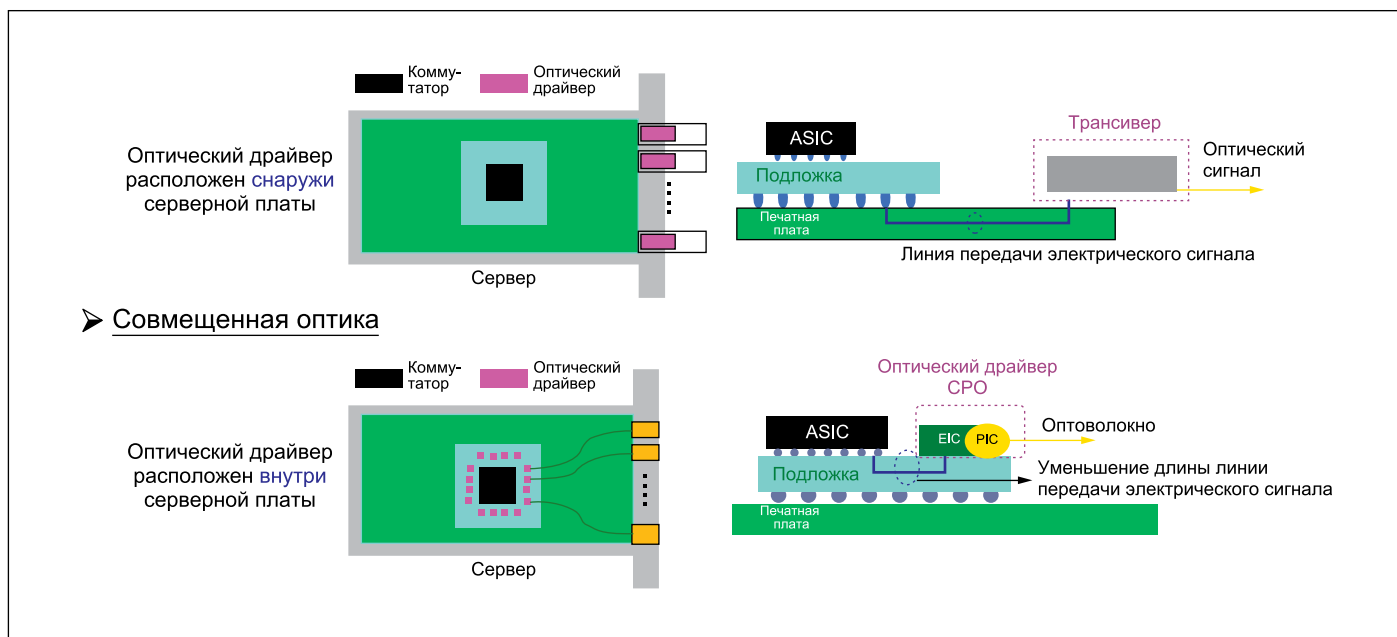 Комму-
татор
Оптический
драйвер
Оптический драйвер
расположен снаружи
серверной платы
Сервер
ASIC
Подложка
Печатная
плата
Трансивер
Оптический
сигнал
Линия передачи электрического сигнала
➢ Совмещенная оптика
Комму-
татор
Оптический
драйвер
Оптический драйвер
расположен внутри
серверной платы
Сервер
Оптический драйвер
CPO
ASIC
EIC
PIC
Оптоволокно
Подложка
Уменьшение длины линии
передачи электрического сигнала
Печатная
плата